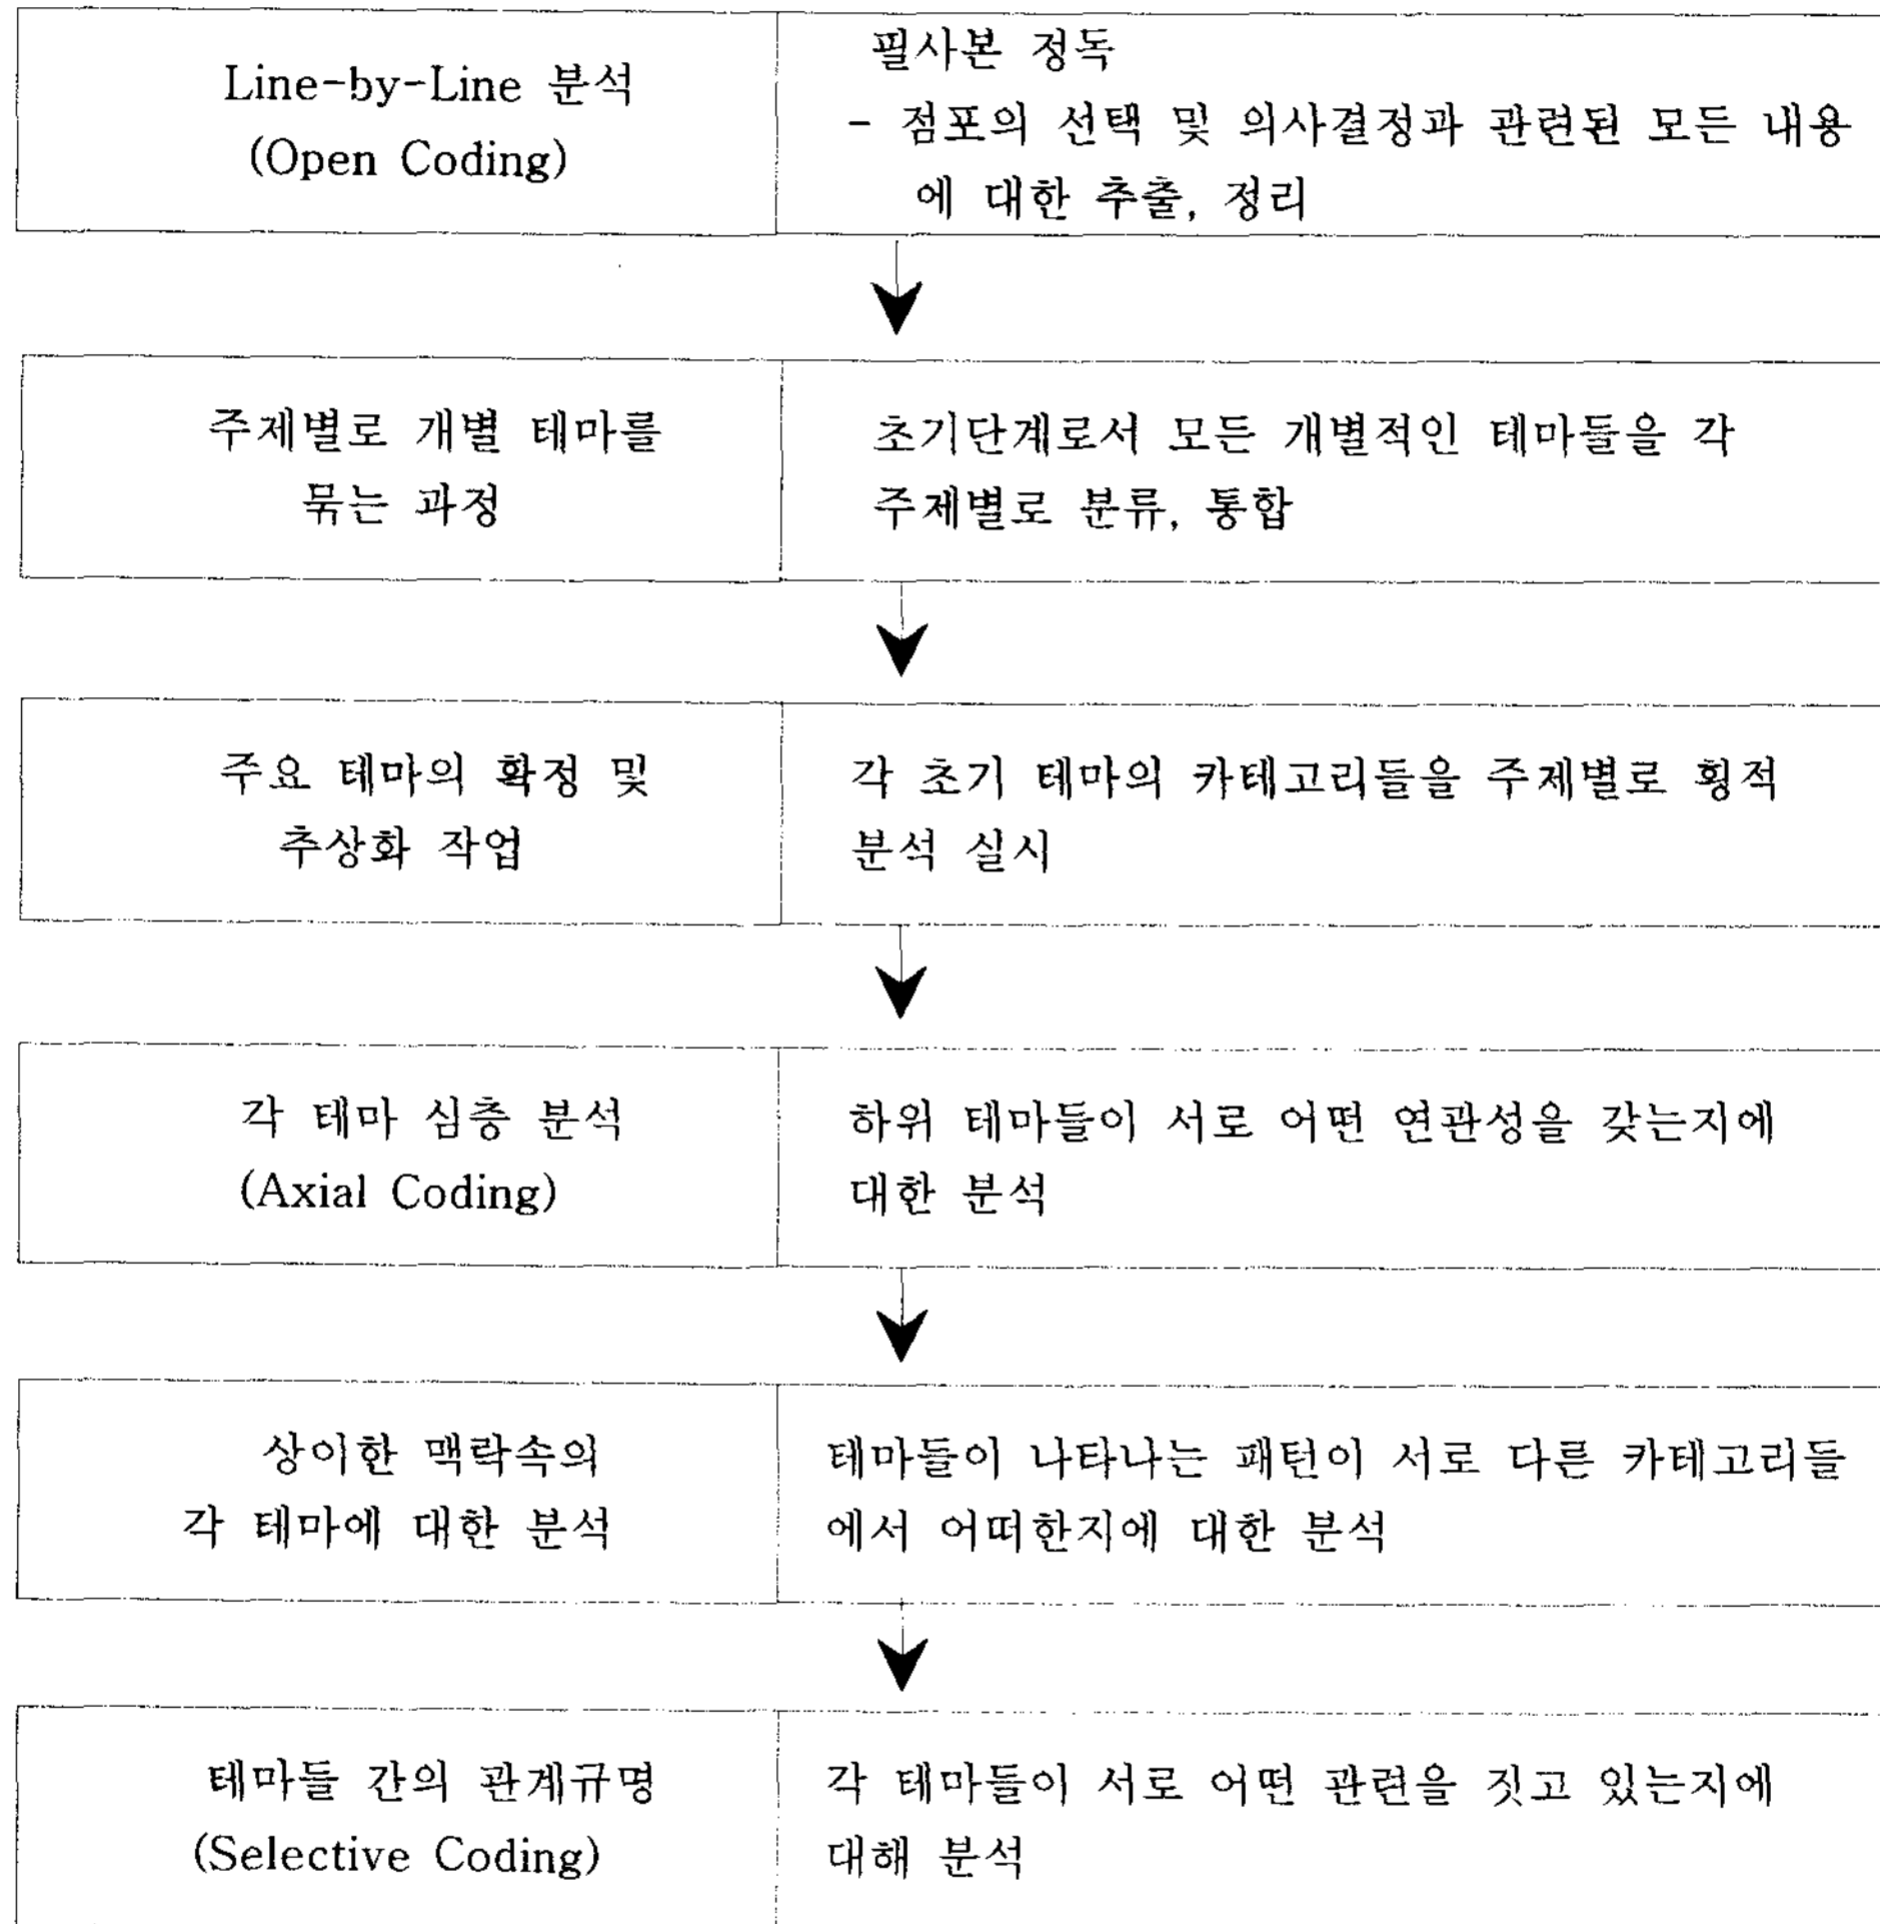 Line-by-Line 분석
(Open Coding)
필사본 정독
- 점포의 선택 및 의사결정과 관련된 모든 내용
에 대한 추출, 정리
주제별로 개별 테마를
묶는 과정
초기단계로서 모든 개별적인 테마들을 각
주제별로 분류, 통합
주요 테마의 확정 및
추상화 작업
각 초기 테마의 카테고리들을 주제별로 횡적
분석 실시
각 테마 심층 분석
(Axial Coding)
하위 테마들이 서로 어떤 연관성을 갖는지에
대한 분석
상이한 맥락속의
각 테마에 대한 분석
테마들이 나타나는 패턴이 서로 다른 카테고리들
에서 어떠한지에 대한 분석
테마들 간의 관계규명
(Selective Coding)
각 테마들이 서로 어떤 관련을 짓고 있는지에
대해 분석